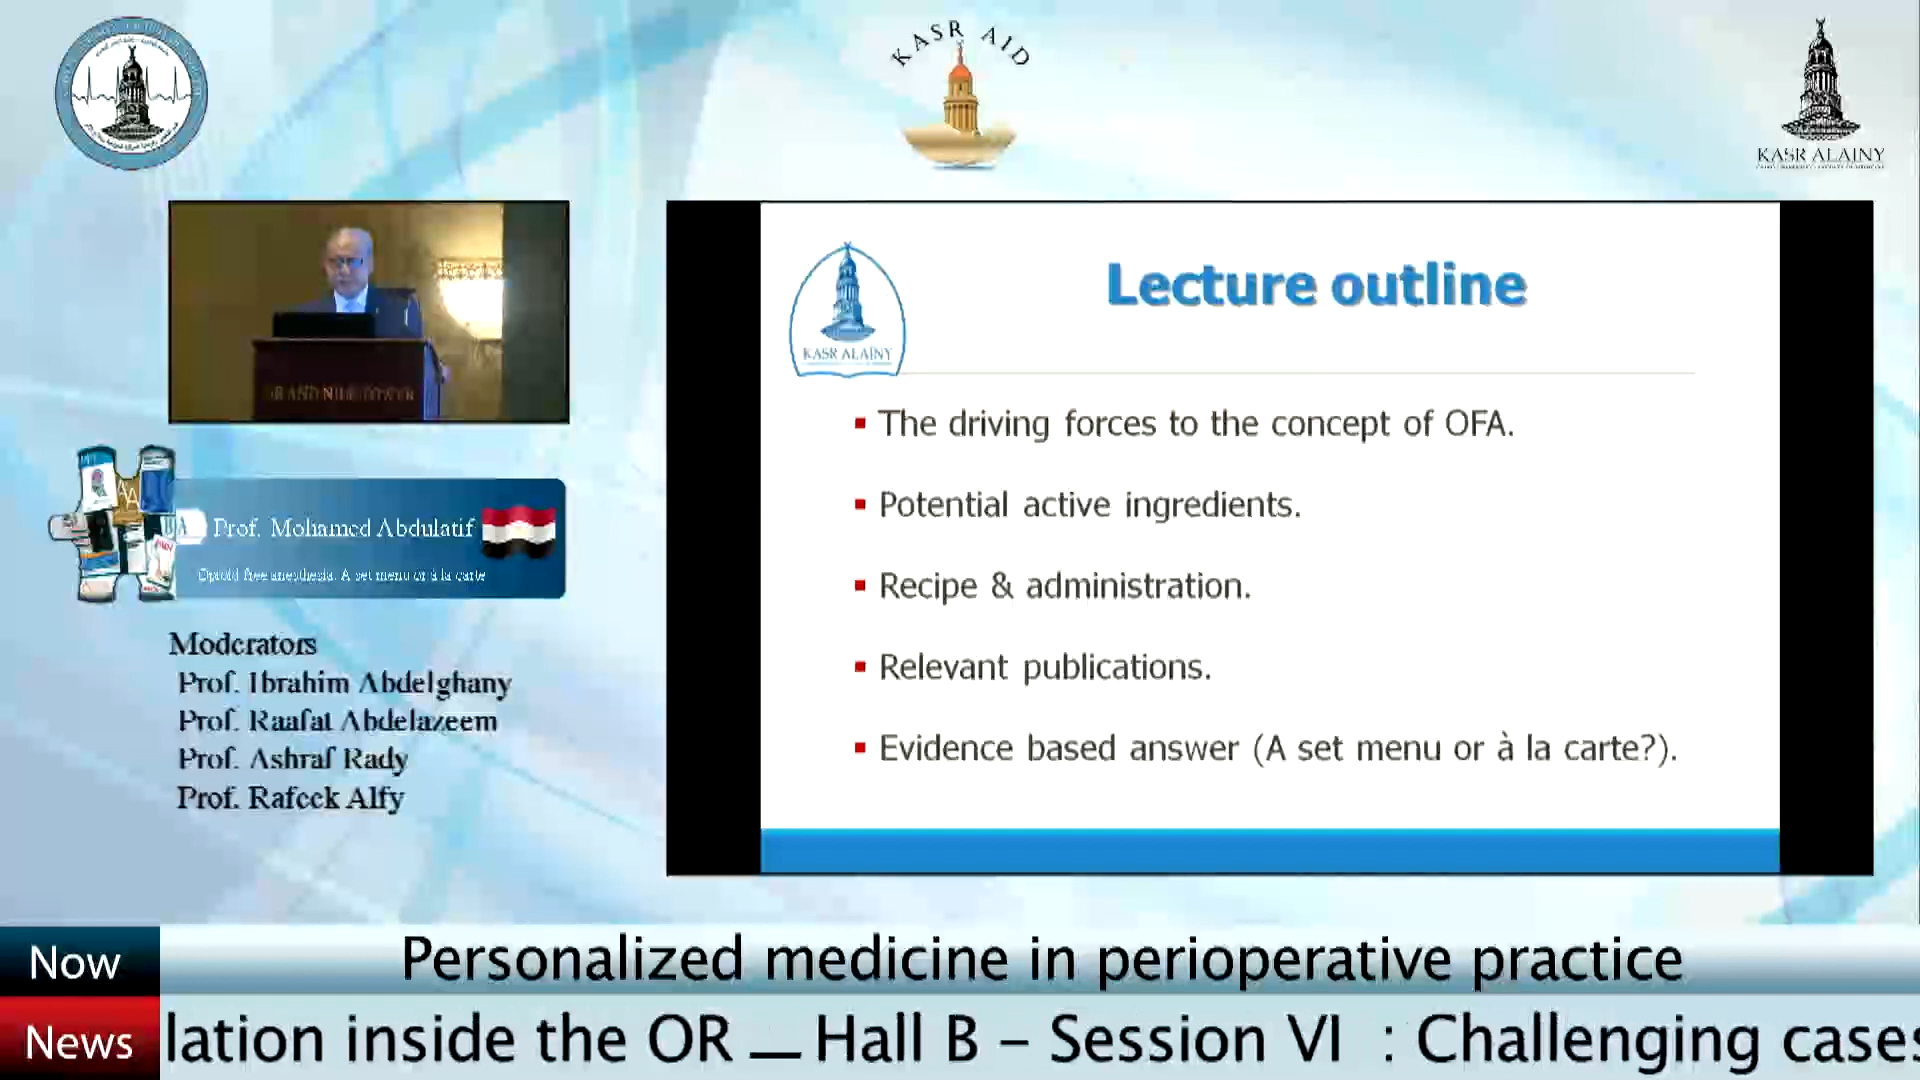 KASR AID
KASR ALAINY
GRAND NILE TOWER
Prof. Mohamed Abdulatif
Opioid free anesthesia. A set menu or à la carte
Moderators
Prof. Ibrahim Abdelghany
Prof. Raafat Abdelazeem
Prof. Ashraf Rady
Prof. Rafeek Alfy
KASR ALAINY
Lecture outline
The driving forces to the concept of OFA.
Potential active ingredients.
Recipe & administration.
Relevant publications.
Evidence based answer (A set menu or à la carte?).
Now
Personalized medicine in perioperative practice
News
lation inside the OR — Hall B – Session VI : Challenging cases